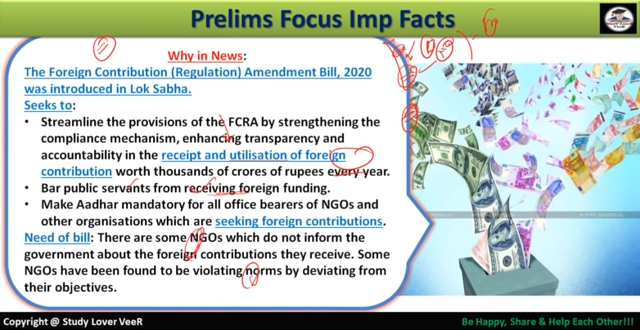 Prelims Focus Imp Facts
Why in News:
The Foreign Contribution (Regulation) Amendment Bill, 2020
was introduced in Lok Sabha.
Seeks to:
• Streamline the provisions of the FCRA by strengthening the
compliance mechanism, enhancing transparency and
accountability in the receipt and utilisation of foreign
contribution worth thousands of crores of rupees every year.
• Bar public servants from receiving foreign funding.
• Make Aadhar mandatory for all office bearers of NGOs and
other organisations which are seeking foreign contributions.
Need of bill: There are some NGOs which do not inform the
government about the foreign contributions they receive. Some
NGOs have been found to be violating norms by deviating from
their objectives.
Copyright @ Study Lover VeeR
Be Happy, Share & Help Each Other!!!